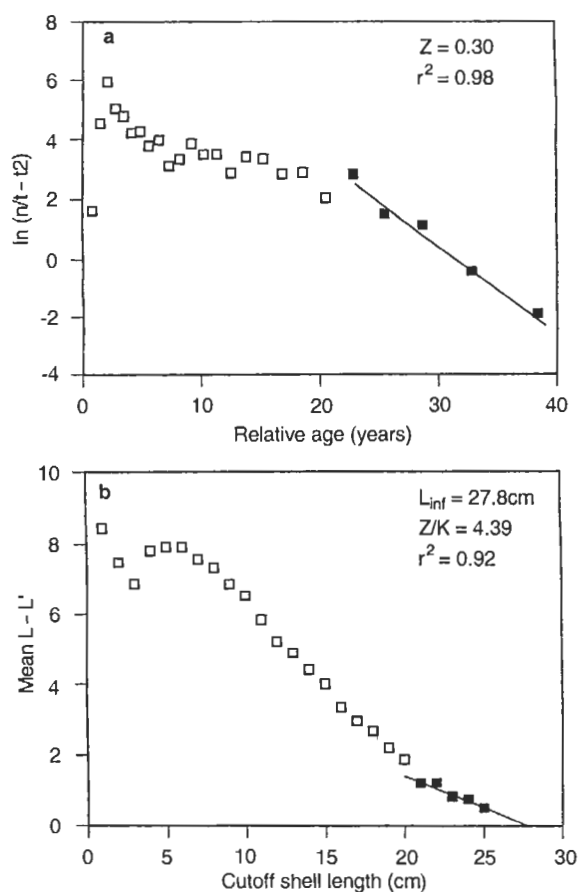 a
Z = 0.30
r² = 0.98
8
6
4
2
0
-2
-4
ln (n/t – t2)
0 10 20 30 40
Relative age (years)
b
L_inf = 27.8cm
Z/K = 4.39
r² = 0.92
10
8
6
4
2
0
Mean L – L'
0 5 10 15 20 25 30
Cutoff shell length (cm)